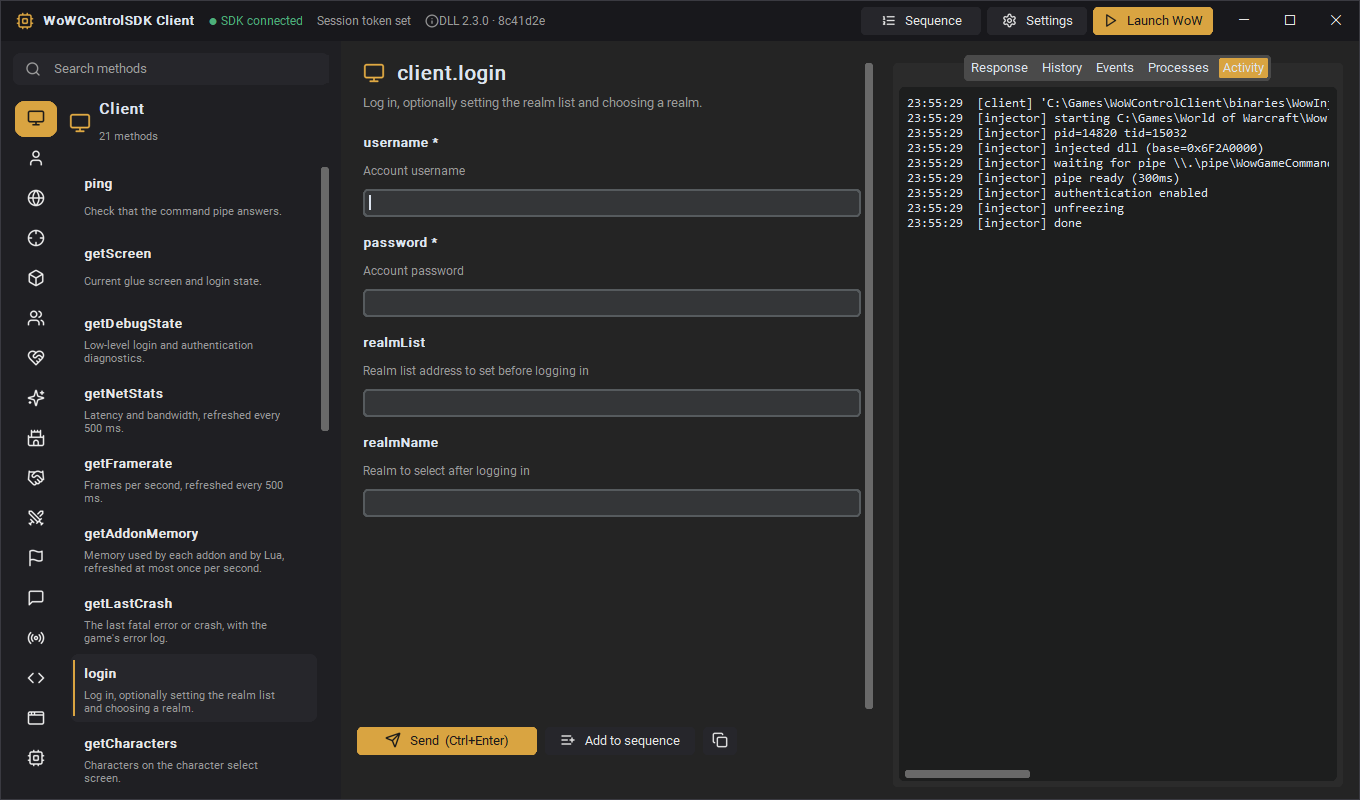 WoWControlSDK Client
SDK connected
Session token set
DLL 2.3.0 · 8c41d2e
Sequence
Settings
Launch WoW
Search methods
Client
21 methods
ping
Check that the command pipe answers.
getScreen
Current glue screen and login state.
getDebugState
Low-level login and authentication
diagnostics.
getNetStats
Latency and bandwidth, refreshed every
500 ms.
getFramerate
Frames per second, refreshed every 500
ms.
getAddonMemory
Memory used by each addon and by Lua,
refreshed at most once per second.
getLastCrash
The last fatal error or crash, with the
game's error log.
login
Log in, optionally setting the realm list
and choosing a realm.
getCharacters
Characters on the character select
screen.
client.login
Log in, optionally setting the realm list and choosing a realm.
username *
Account username
password *
Account password
realmList
Realm list address to set before logging in
realmName
Realm to select after logging in
Send (Ctrl+Enter)
Add to sequence
Response History Events Processes Activity
23:55:29 [client] 'C:\Games\WoWControlClient\binaries\WowInj
23:55:29 [injector] starting C:\Games\World of Warcraft\Wow
23:55:29 [injector] pid=14820 tid=15032
23:55:29 [injector] injected dll (base=0x6F2A0000)
23:55:29 [injector] waiting for pipe \\.\pipe\WowGameComman
23:55:29 [injector] pipe ready (300ms)
23:55:29 [injector] authentication enabled
23:55:29 [injector] unfreezing
23:55:29 [injector] done